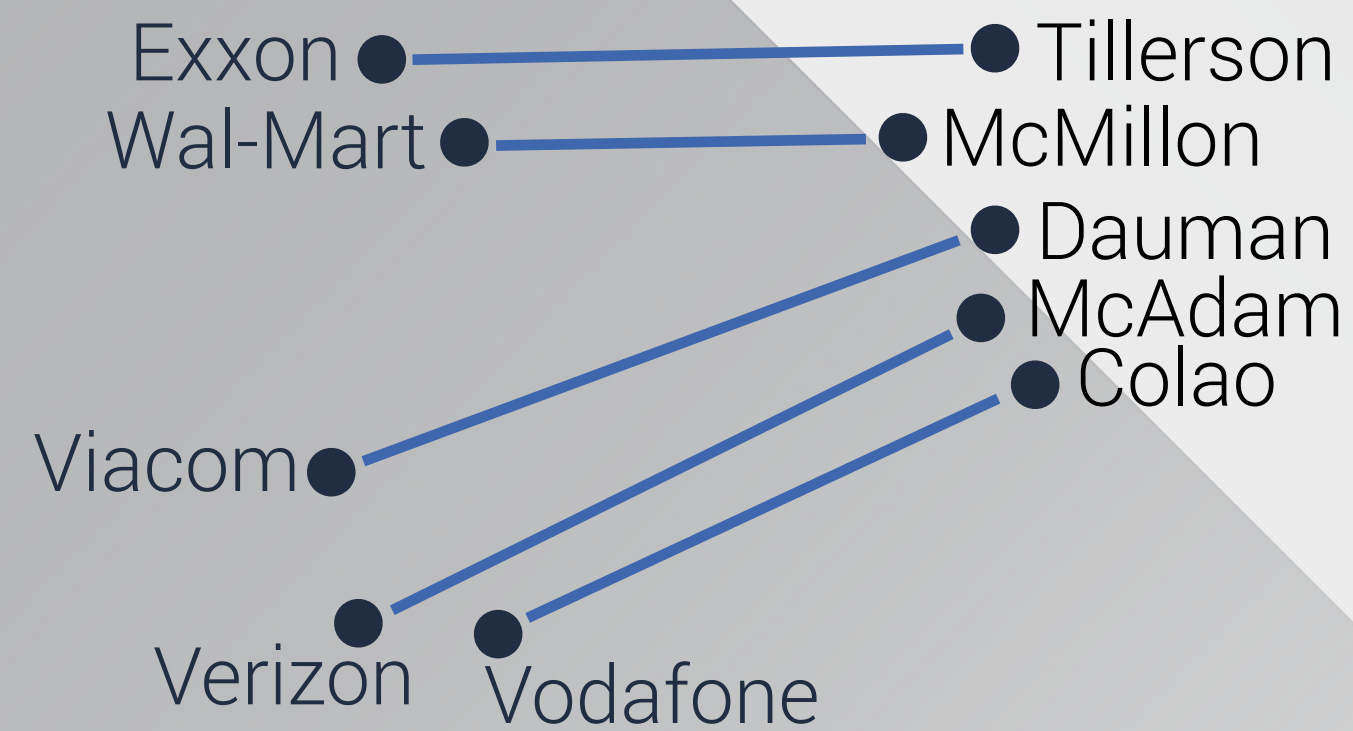 Exxon Tillerson
Wal-Mart McMillon
Dauman
McAdam
Colao
Viacom
Verizon Vodafone